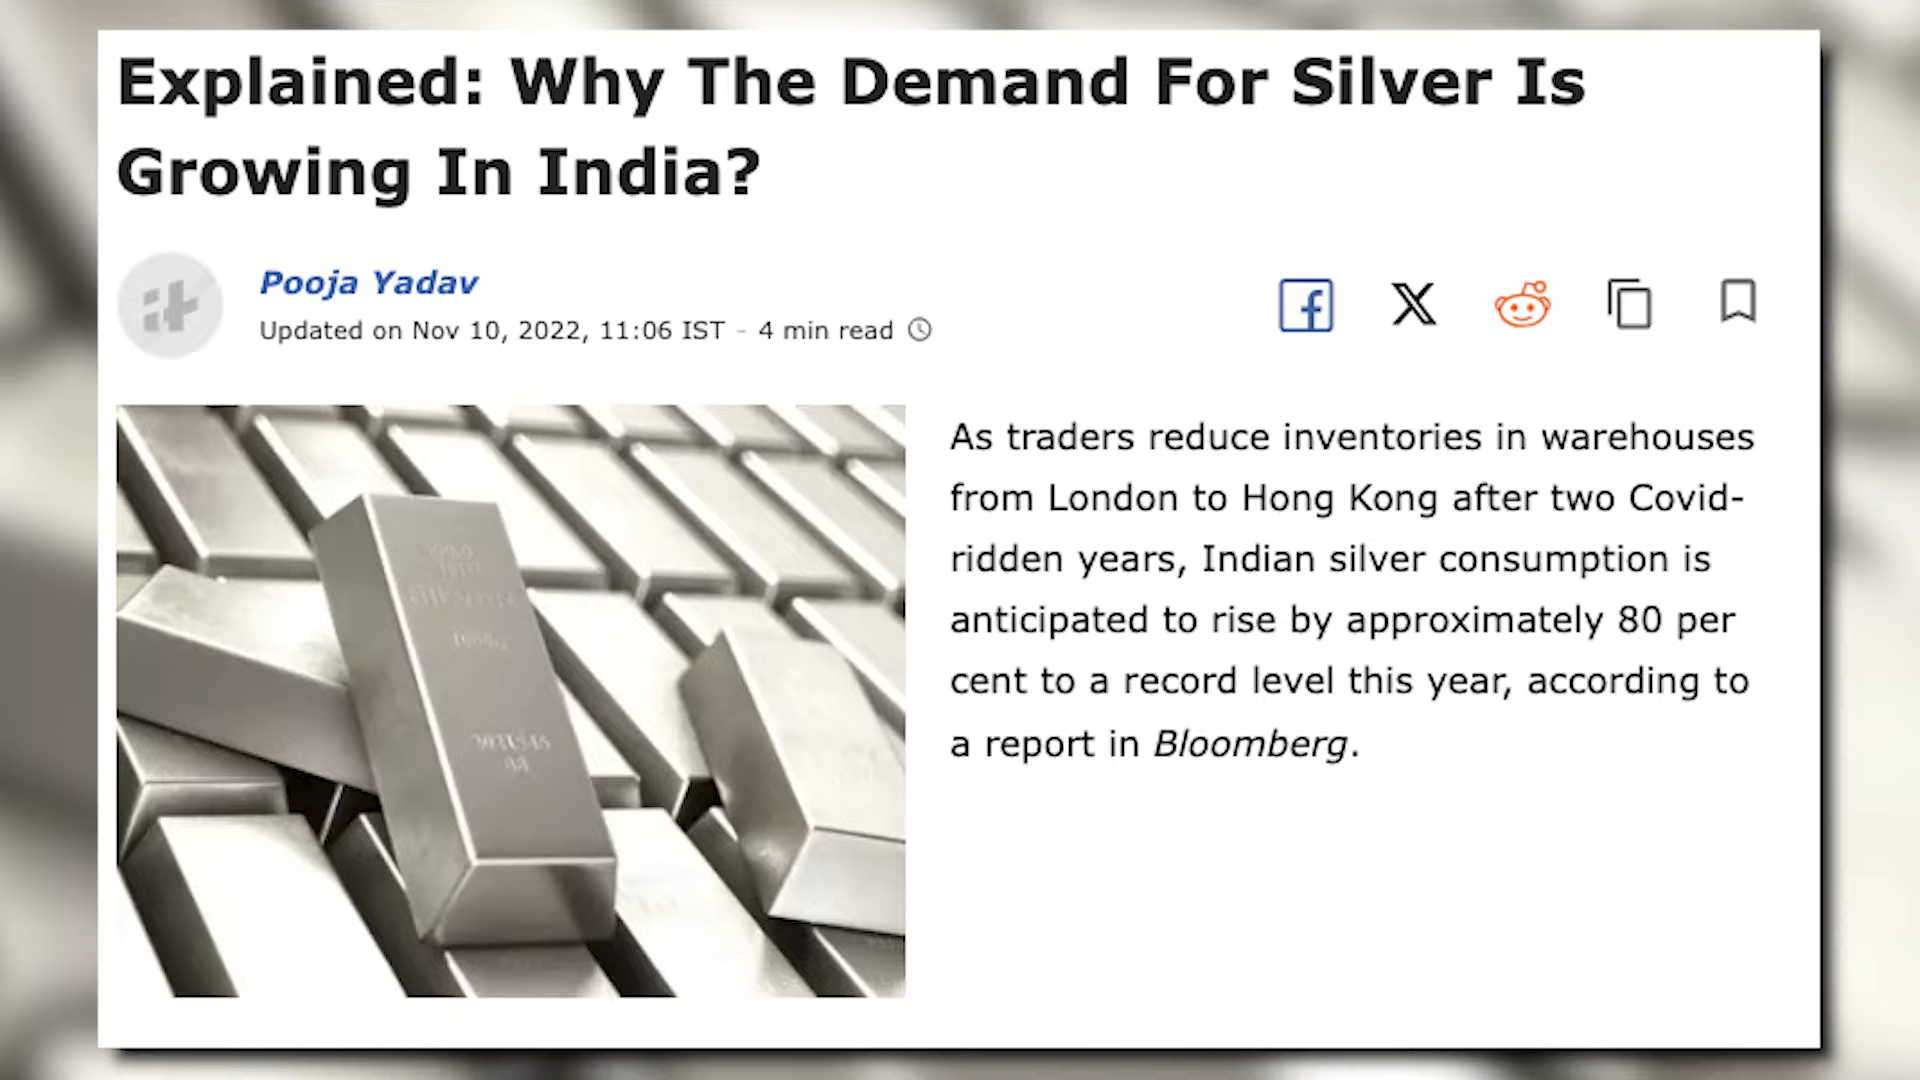 Explained: Why The Demand For Silver Is
Growing In India?
Pooja Yadav
Updated on Nov 10, 2022, 11:06 IST - 4 min read
As traders reduce inventories in warehouses
from London to Hong Kong after two Covid-
ridden years, Indian silver consumption is
anticipated to rise by approximately 80 per
cent to a record level this year, according to
a report in Bloomberg.